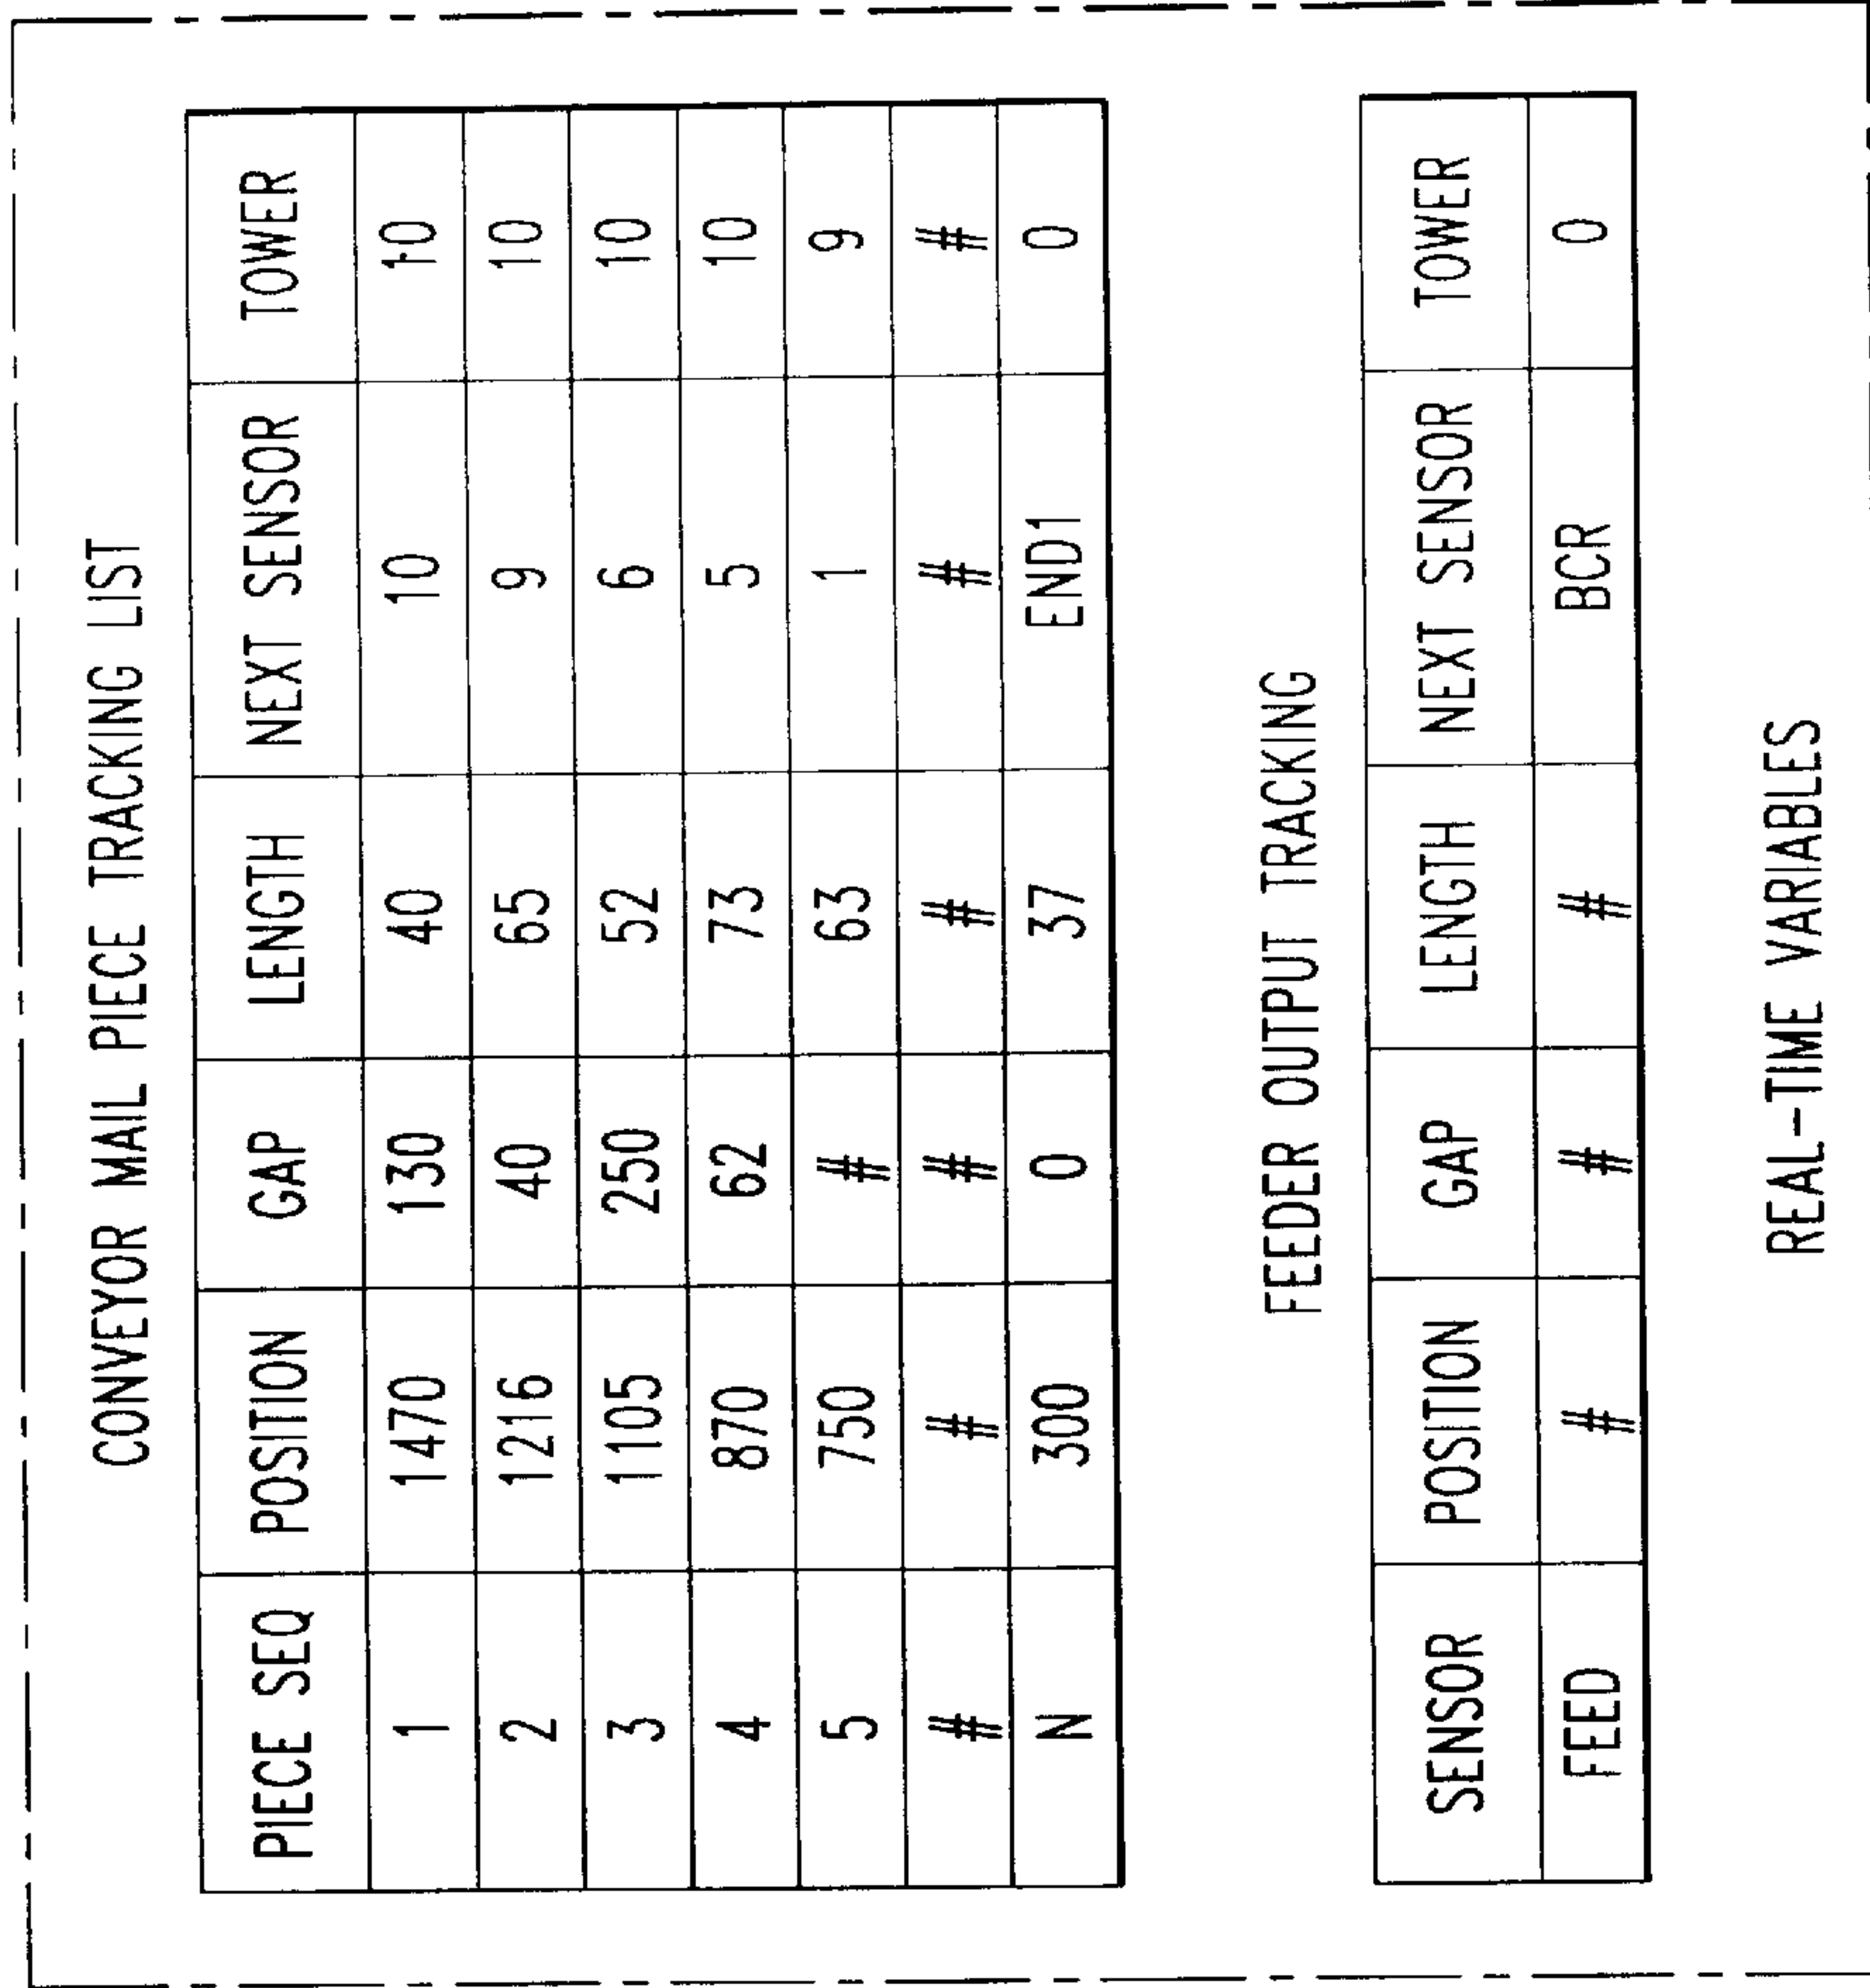 CONVEYOR MAIL PIECE TRACKING LIST
PIECE SEQ POSITION GAP LENGTH NEXT SENSOR TOWER
1 1470 130 40 10 10
2 1216 40 65 9 10
3 1105 250 52 6 10
4 870 62 73 5 10
5 750 # 63 1 9
# # # # # #
N 300 0 37 END1 0
FEEDER OUTPUT TRACKING
SENSOR POSITION GAP LENGTH NEXT SENSOR TOWER
FEED # # # BCR 0
REAL-TIME VARIABLES